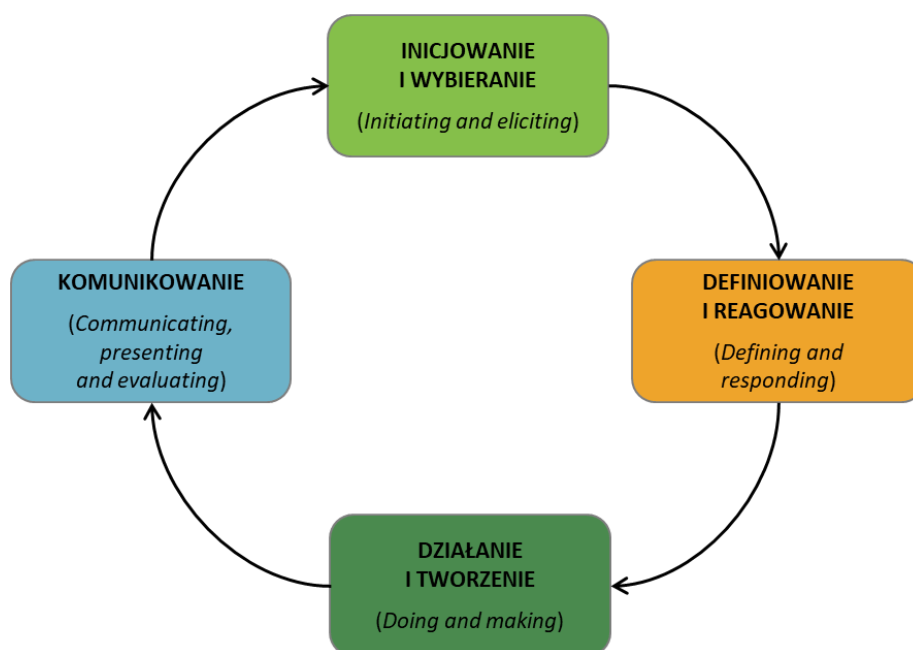 INICJOWANIE
I WYBIERANIE
(Initiating and eliciting)
KOMUNIKOWANIE
(Communicating,
presenting
and evaluating)
DEFINIOWANIE
I REAGOWANIE
(Defining and
responding)
DZIAŁANIE
I TWORZENIE
(Doing and making)